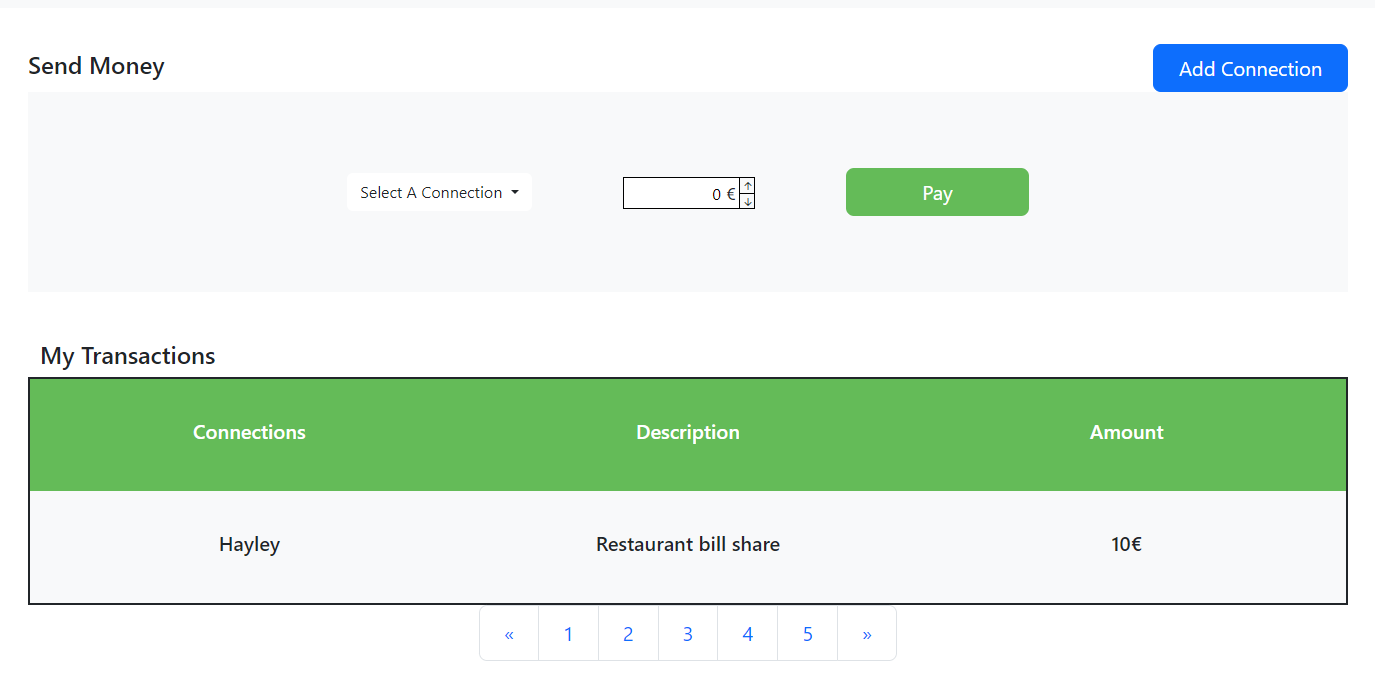 Send Money
Add Connection
Select A Connection
0 €
Pay
My Transactions
Connections Description Amount
Hayley Restaurant bill share 10€
« 1 2 3 4 5 »